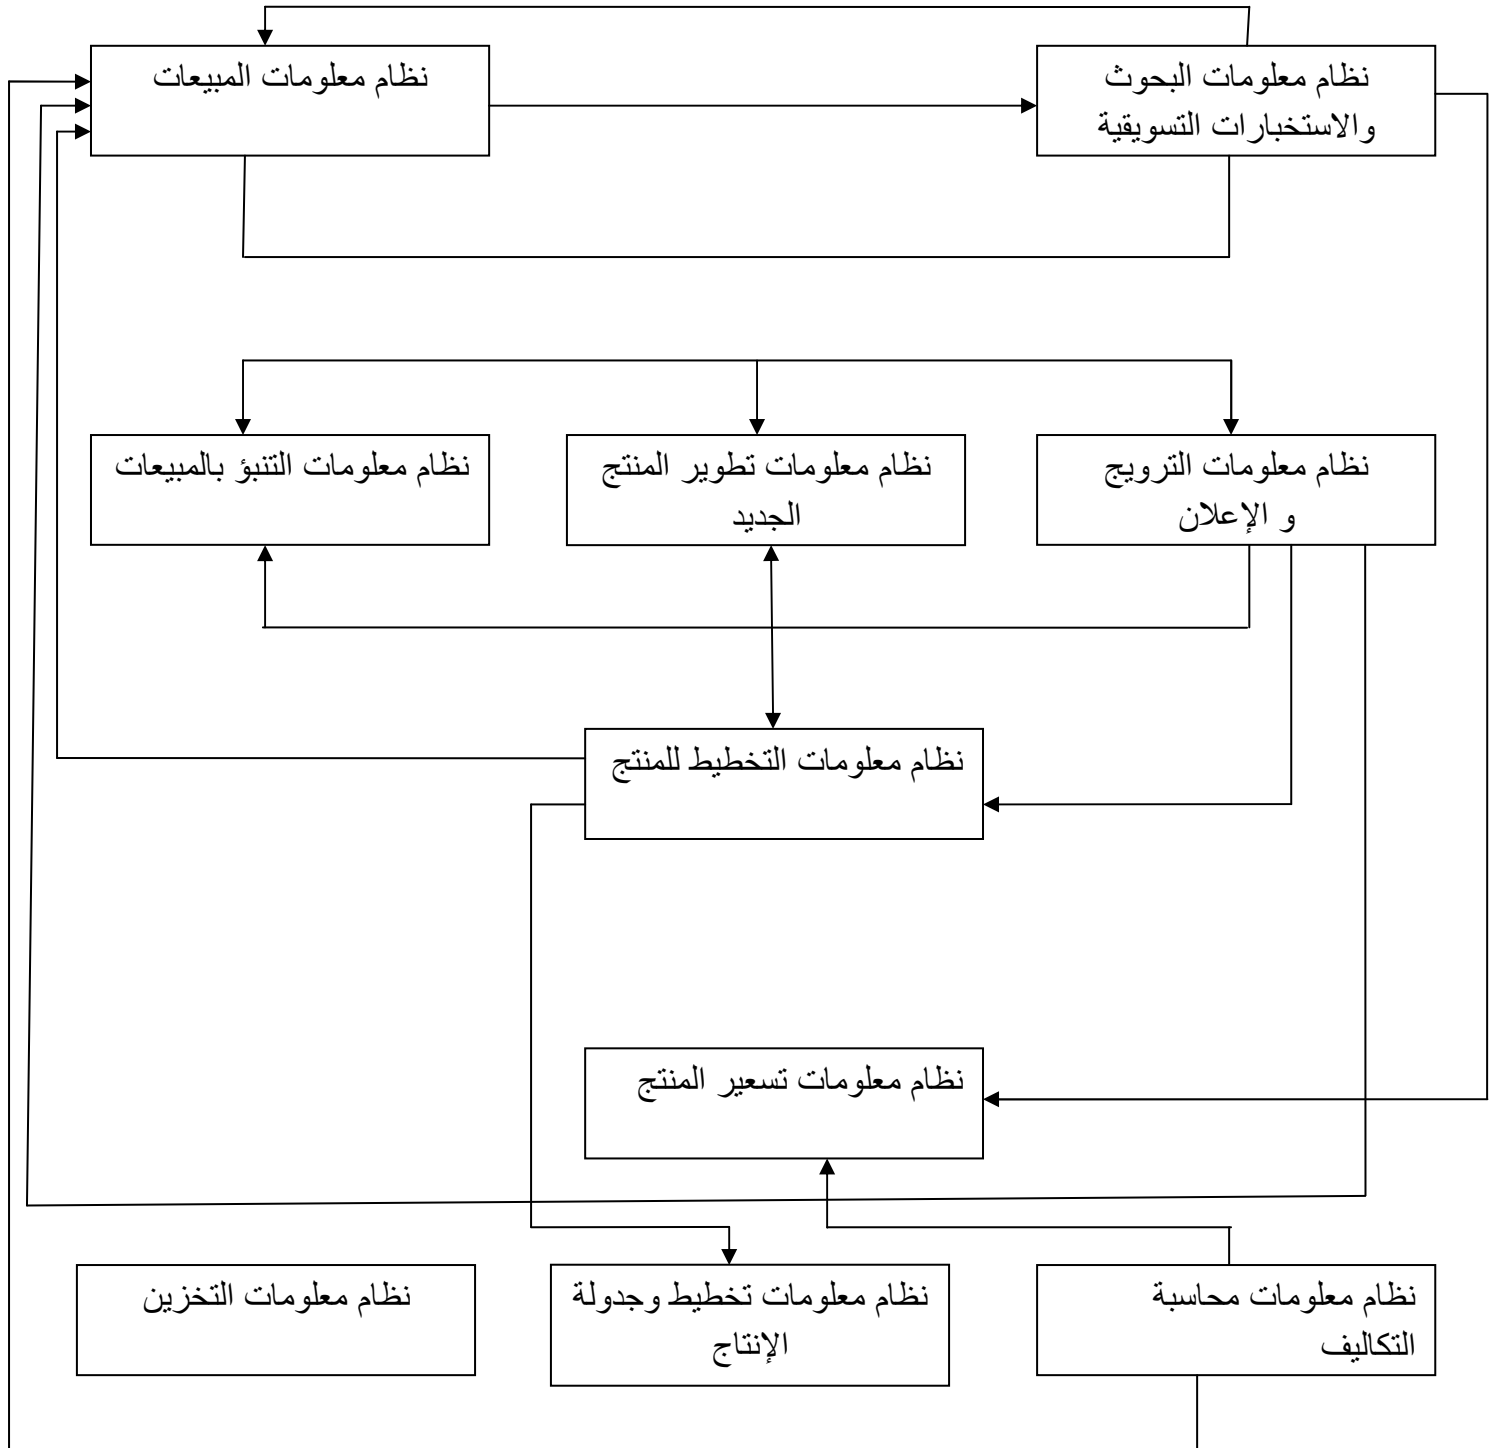 نظام معلومات البحوث
والاستخبارات التسويقية
نظام معلومات المبيعات
نظام معلومات الترويج
و الإعلان
نظام معلومات تطوير المنتج
الجديد
نظام معلومات التنبؤ بالمبيعات
نظام معلومات التخطيط للمنتج
نظام معلومات تسعير المنتج
نظام معلومات محاسبة
التكاليف
نظام معلومات تخطيط وجدولة
الإنتاج
نظام معلومات التخزين